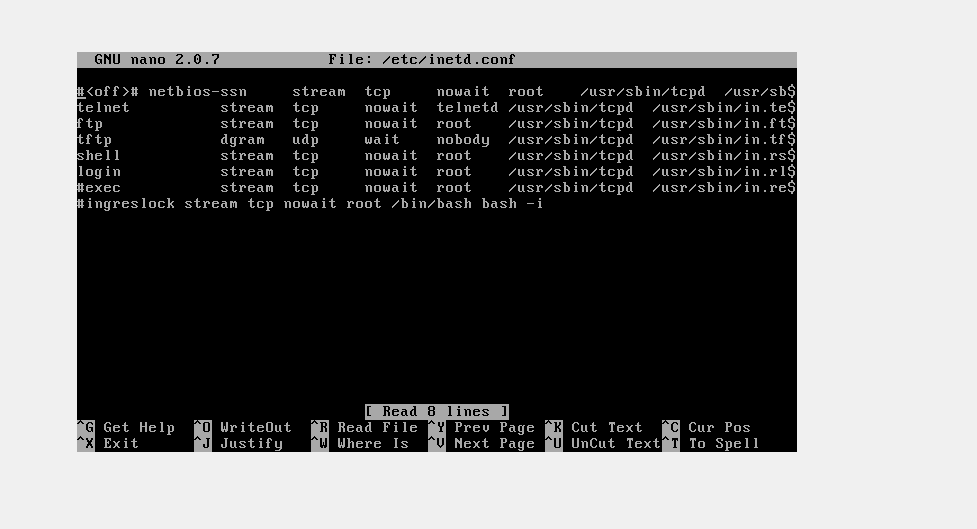 GNU nano 2.0.7 File: /etc/inetd.conf
#<off># netbios-ssn stream tcp nowait root /usr/sbin/tcpd /usr/sb$
telnet stream tcp nowait telnetd /usr/sbin/tcpd /usr/sbin/in.te$
ftp stream tcp nowait root /usr/sbin/tcpd /usr/sbin/in.ft$
tftp dgram udp wait nobody /usr/sbin/tcpd /usr/sbin/in.tf$
shell stream tcp nowait root /usr/sbin/tcpd /usr/sbin/in.rs$
login stream tcp nowait root /usr/sbin/tcpd /usr/sbin/in.rl$
#exec stream tcp nowait root /usr/sbin/tcpd /usr/sbin/in.re$
#ingreslock stream tcp nowait root /bin/bash bash -i
[ Read 8 lines ]
^G Get Help ^O WriteOut ^R Read File ^Y Prev Page ^K Cut Text ^C Cur Pos
^X Exit ^J Justify ^W Where Is ^V Next Page ^U UnCut Text ^T To Spell